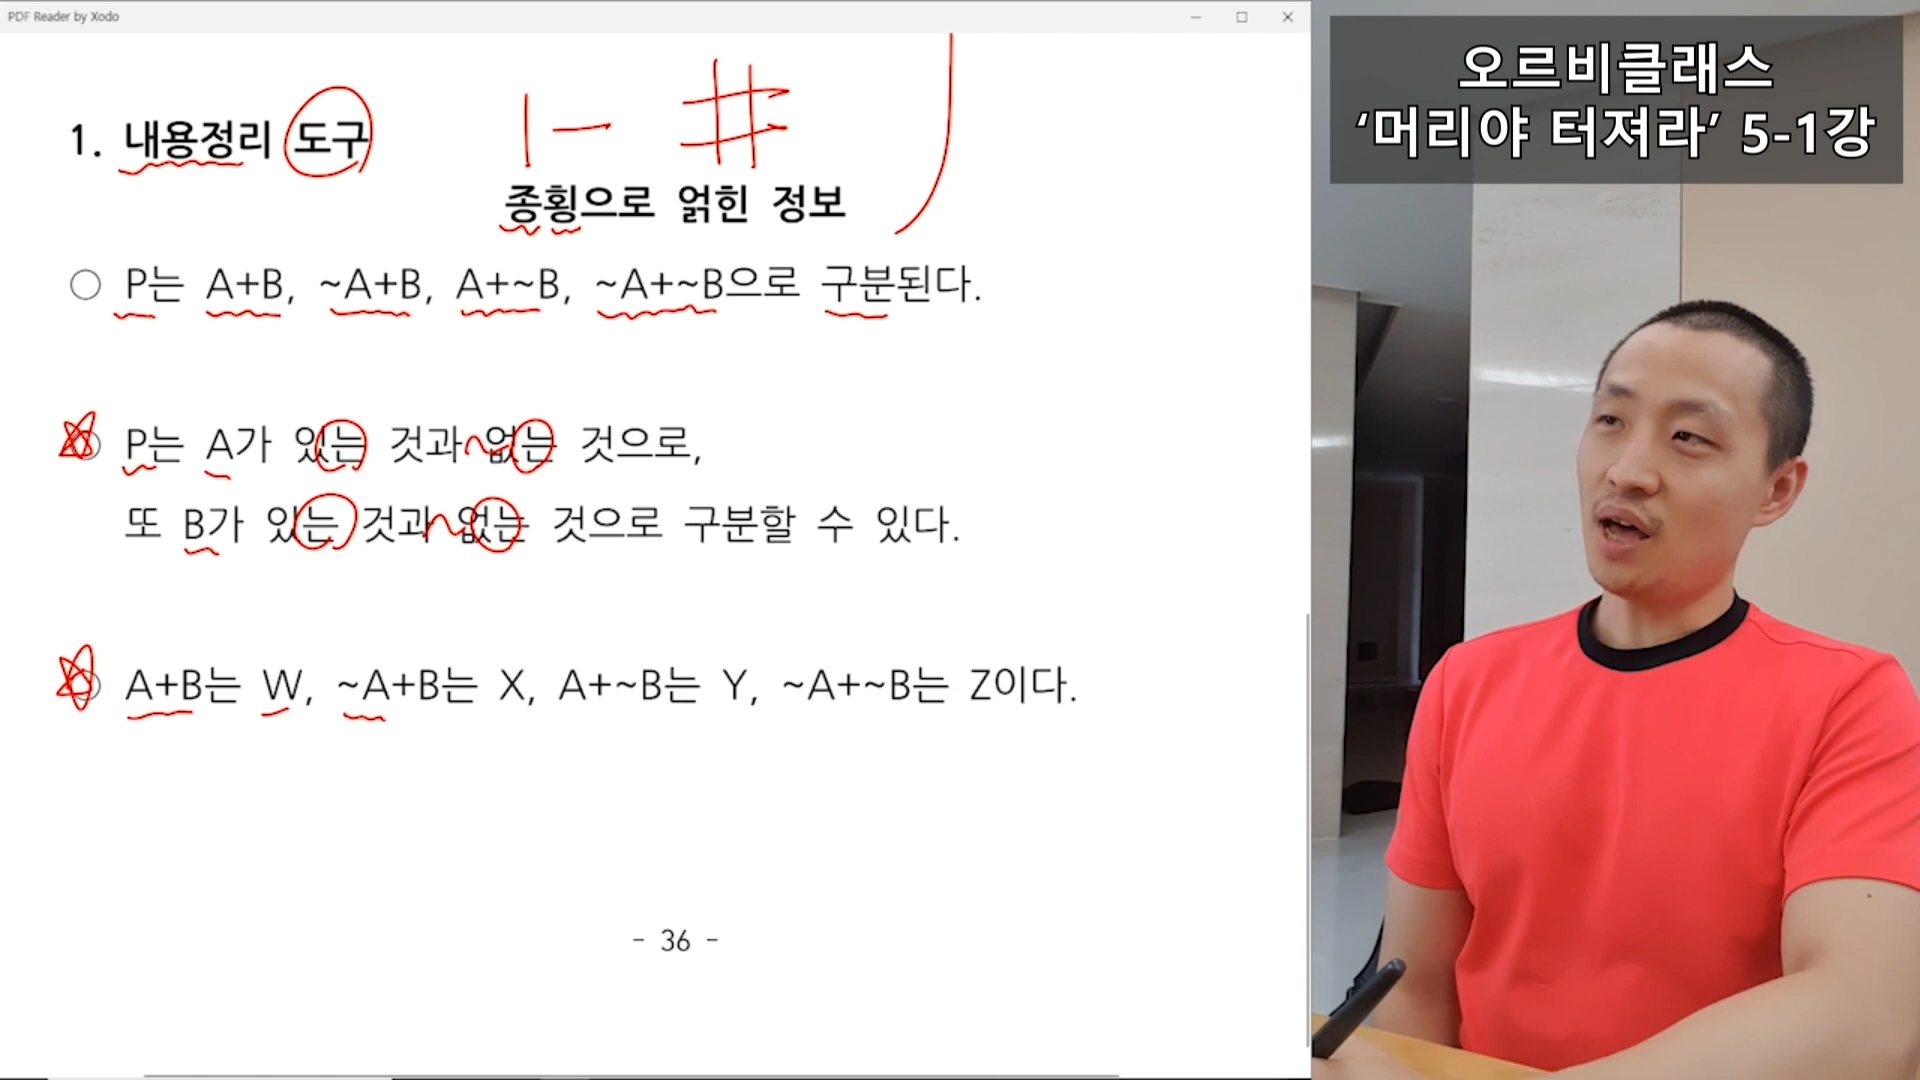 PDF Reader by Xodo
오르비클래스
‘머리야 터져라’ 5-1강
1. 내용정리 도구
종횡으로 얽힌 정보
○ P는 A+B, ~A+B, A+~B, ~A+~B으로 구분된다.
○ P는 A가 있는 것과 없는 것으로,
또 B가 있는 것과 없는 것으로 구분할 수 있다.
○ A+B는 W, ~A+B는 X, A+~B는 Y, ~A+~B는 Z이다.
- 36 -